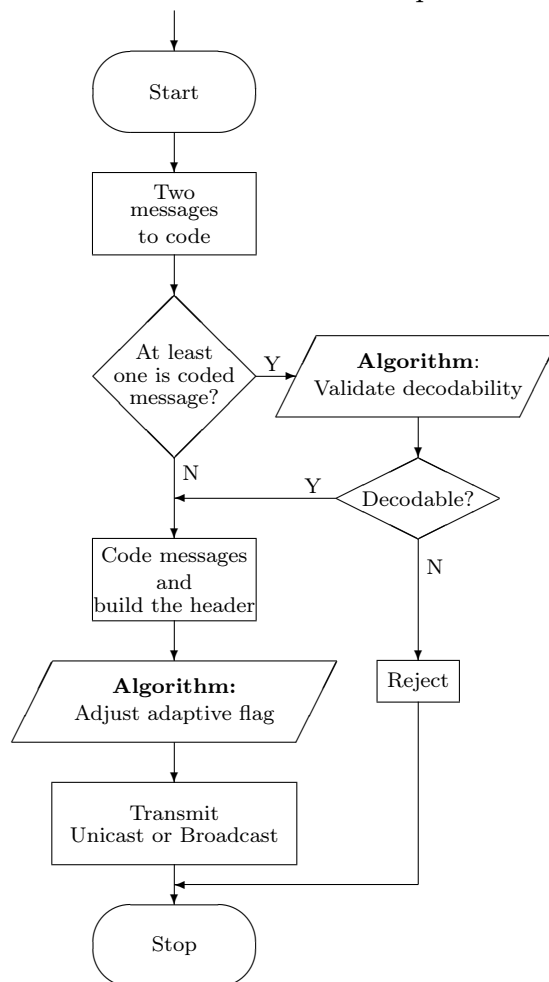 Start
Two
messages
to code
At least
one is coded
message?
Y
Algorithm:
Validate decodability
N
Y
Decodable?
N
Code messages
and
build the header
Algorithm:
Adjust adaptive flag
Reject
Transmit
Unicast or Broadcast
Stop